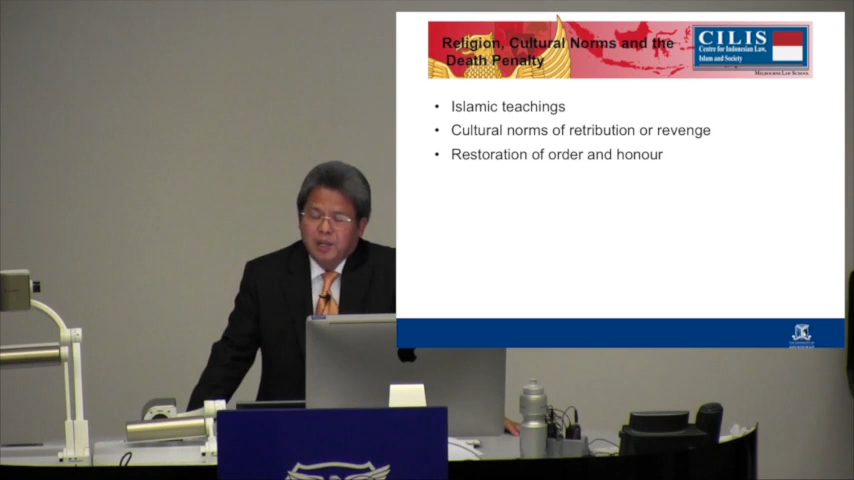 Religion, Cultural Norms and the
Death Penalty
CILIS
Centre for Indonesian Law,
Islam and Society
MELBOURNE LAW SCHOOL
• Islamic teachings
• Cultural norms of retribution or revenge
• Restoration of order and honour